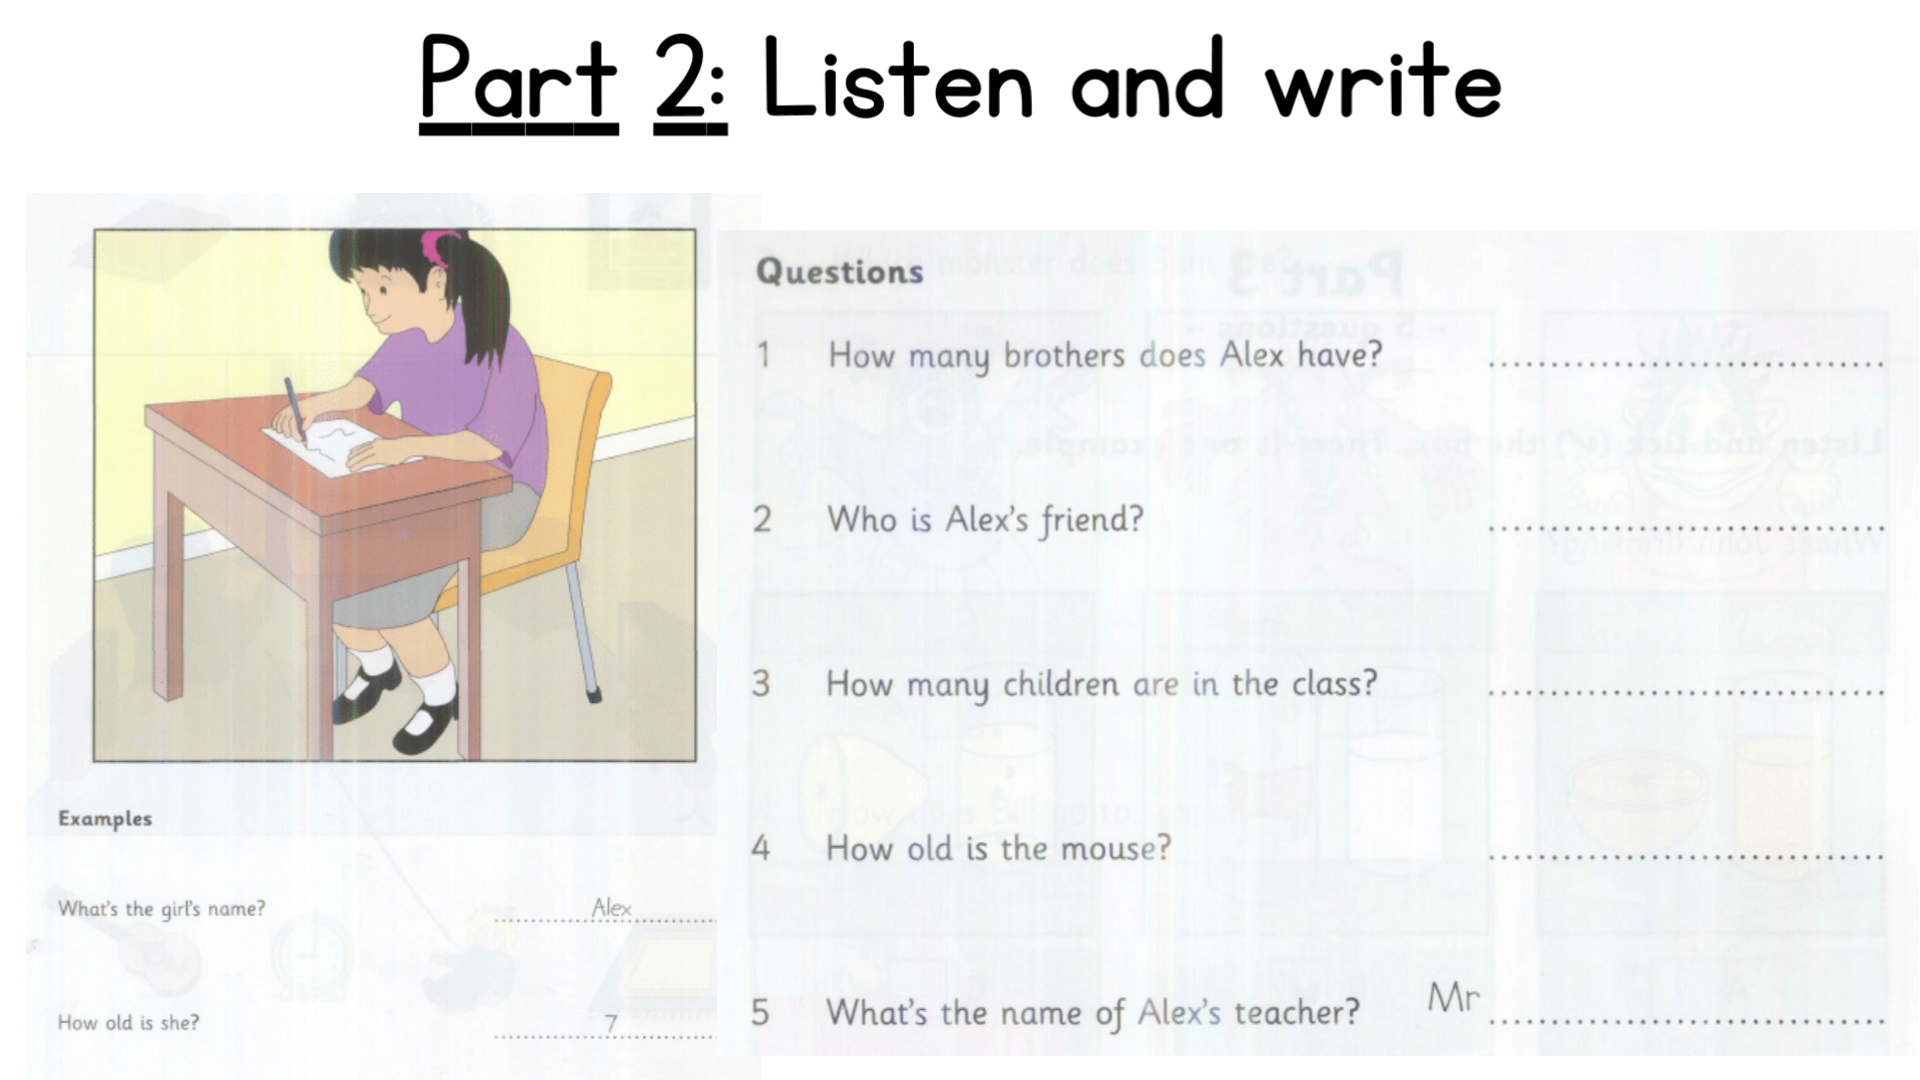 Part 2: Listen and write
Examples
What's the girl's name? Alex
How old is she? 7
Questions
1 How many brothers does Alex have?
2 Who is Alex's friend?
3 How many children are in the class?
4 How old is the mouse?
5 What's the name of Alex's teacher? Mr